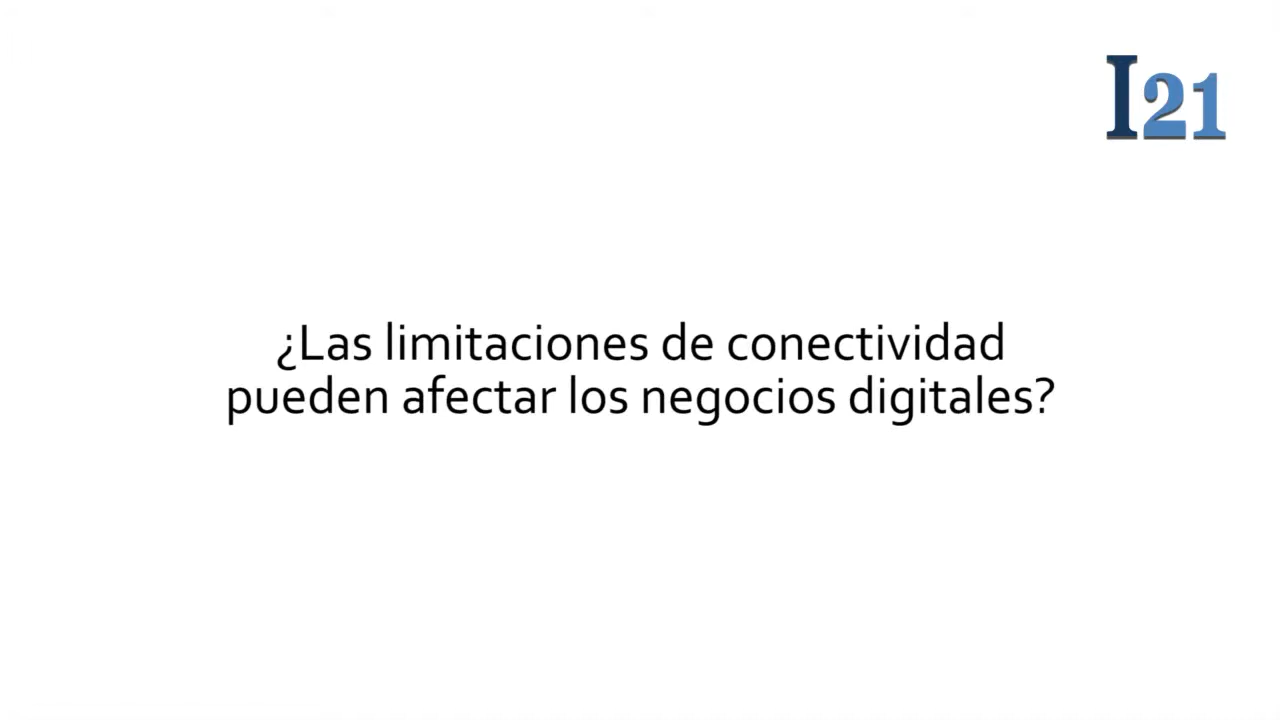 I21
¿Las limitaciones de conectividad
pueden afectar los negocios digitales?